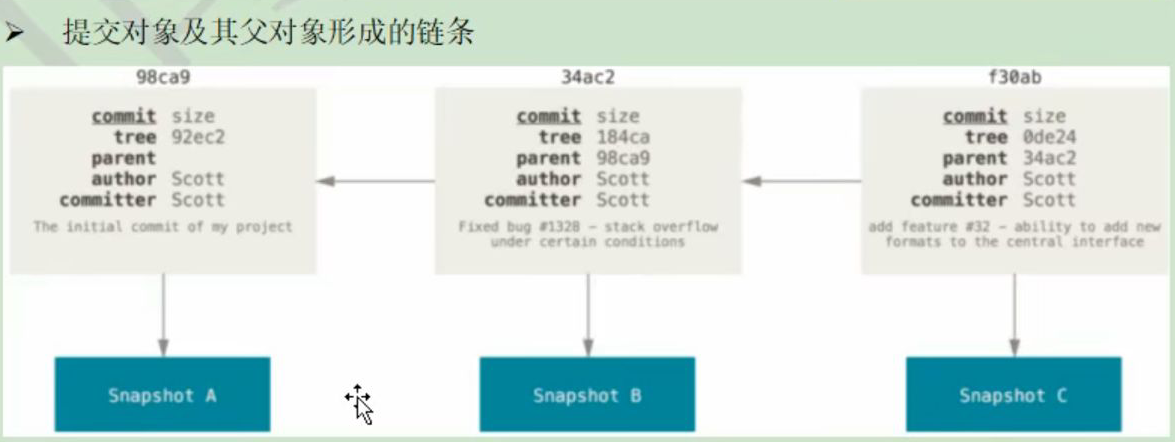 ➤ 提交对象及其父对象形成的链条
98ca9
commit size
tree 92ec2
parent
author Scott
committer Scott
The initial commit of my project
Snapshot A
34ac2
commit size
tree 184ca
parent 98ca9
author Scott
committer Scott
Fixed bug #1328 – stack overflow
under certain conditions
Snapshot B
f30ab
commit size
tree 0de24
parent 34ac2
author Scott
committer Scott
add feature #32 – ability to add new
formats to the central interface
Snapshot C